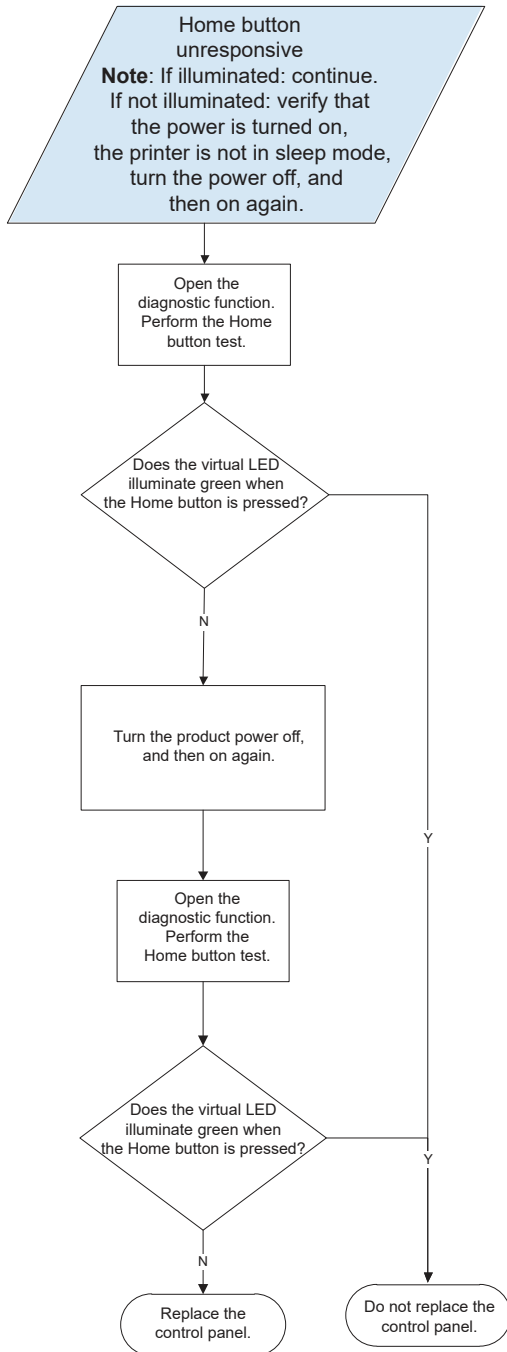 Home button
unresponsive
Note: If illuminated: continue.
If not illuminated: verify that
the power is turned on,
the printer is not in sleep mode,
turn the power off, and
then on again.
Open the
diagnostic function.
Perform the Home
button test.
Does the virtual LED
illuminate green when
the Home button is pressed?
N
Turn the product power off,
and then on again.
Y
Open the
diagnostic function.
Perform the
Home button test.
Does the virtual LED
illuminate green when
the Home button is pressed?
Y
N
Replace the
control panel.
Do not replace the
control panel.